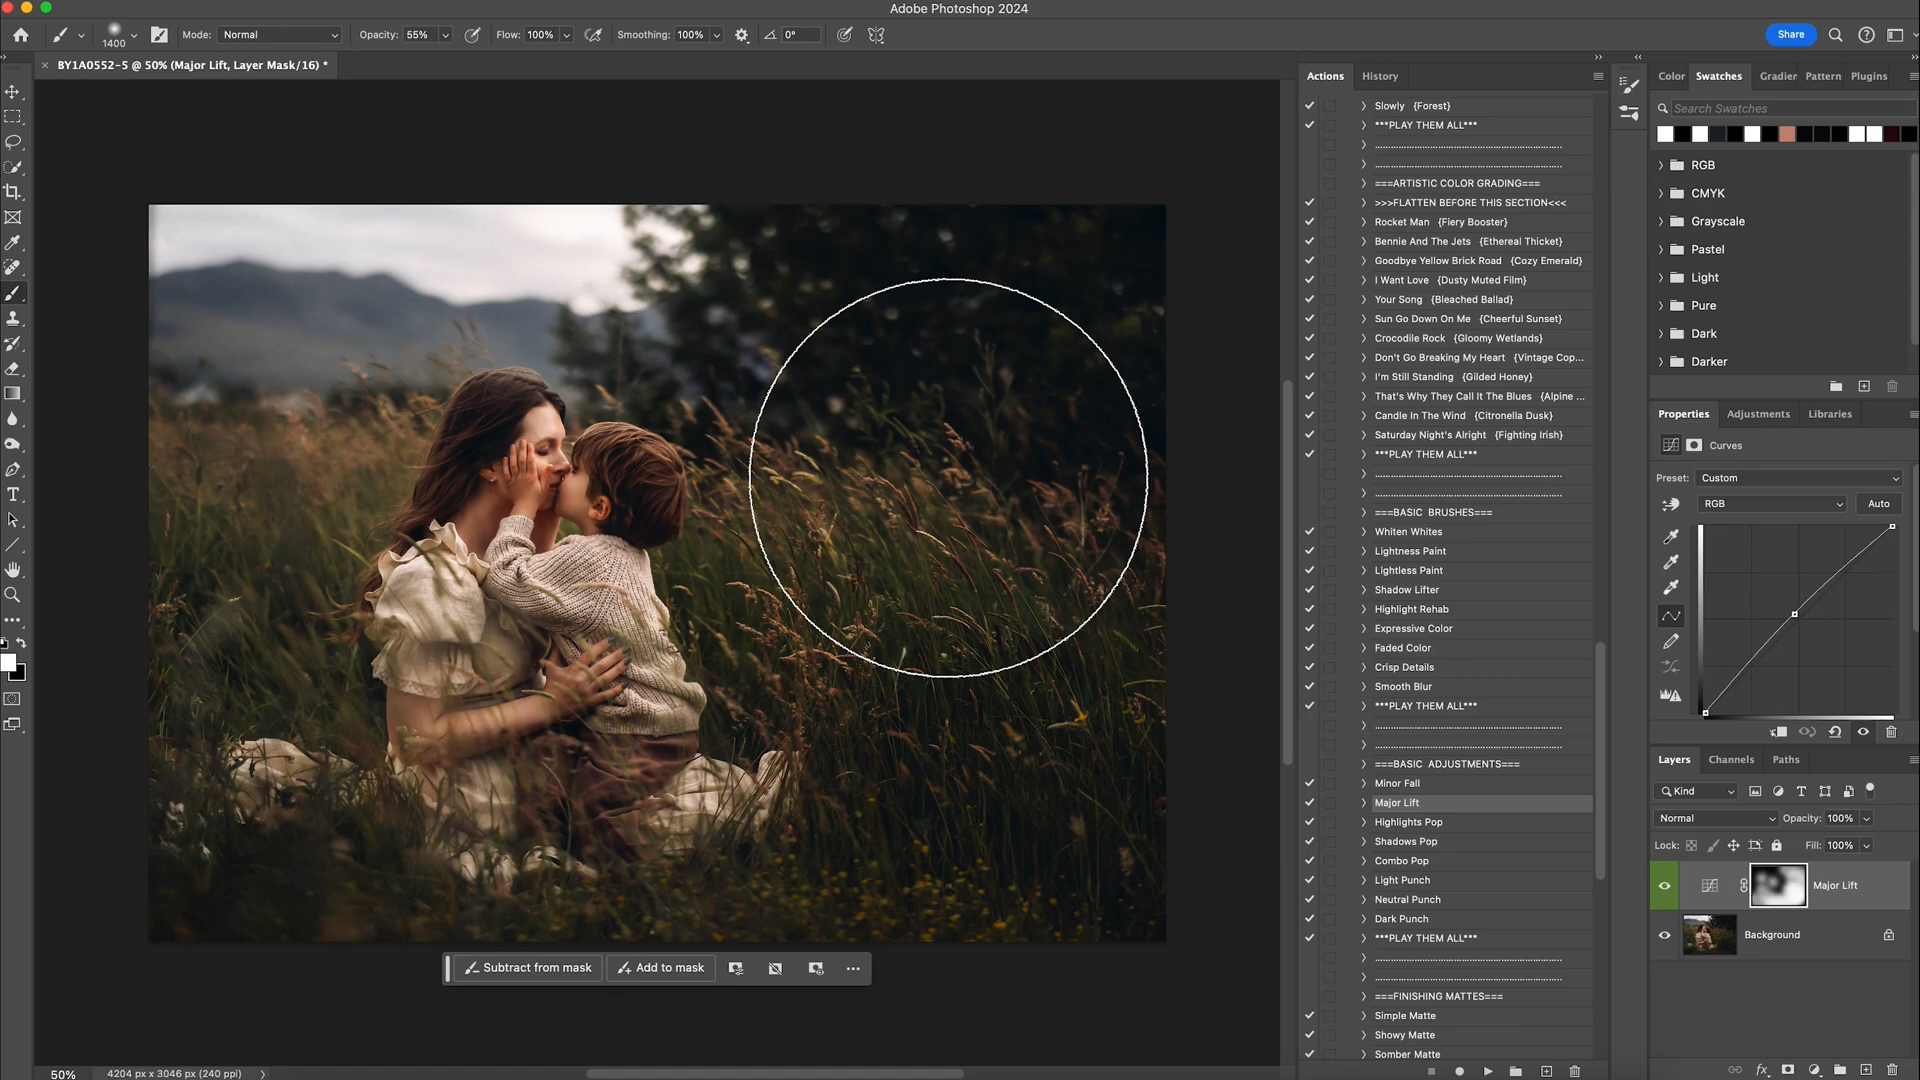 Adobe Photoshop 2024
1400
Mode: Normal
Opacity: 55%
Flow: 100%
Smoothing: 100%
0°
Share
BY1A0552-5 @ 50% (Major Lift, Layer Mask/16) *
Actions
History
Slowly {Forest}
***PLAY THEM ALL***
===ARTISTIC COLOR GRADING===
>>>FLATTEN BEFORE THIS SECTION<<<
Rocket Man {Fiery Booster}
Bennie And The Jets {Ethereal Thicket}
Goodbye Yellow Brick Road {Cozy Emerald}
I Want Love {Dusty Muted Film}
Your Song {Bleached Ballad}
Sun Go Down On Me {Cheerful Sunset}
Crocodile Rock {Gloomy Wetlands}
Don't Go Breaking My Heart {Vintage Cop...
I'm Still Standing {Gilded Honey}
That's Why They Call It The Blues {Alpine ...
Candle In The Wind {Citronella Dusk}
Saturday Night's Alright {Fighting Irish}
***PLAY THEM ALL***
===BASIC BRUSHES===
Whiten Whites
Lightness Paint
Lightless Paint
Shadow Lifter
Highlight Rehab
Expressive Color
Faded Color
Crisp Details
Smooth Blur
***PLAY THEM ALL***
===BASIC ADJUSTMENTS===
Minor Fall
Major Lift
Highlights Pop
Shadows Pop
Combo Pop
Light Punch
Neutral Punch
Dark Punch
***PLAY THEM ALL***
===FINISHING MATTES===
Simple Matte
Showy Matte
Somber Matte
Color
Swatches
Gradier
Pattern
Plugins
Search Swatches
RGB
CMYK
Grayscale
Pastel
Light
Pure
Dark
Darker
Properties
Adjustments
Libraries
Curves
Preset: Custom
RGB
Auto
Layers
Channels
Paths
Kind
Normal
Opacity: 100%
Lock:
Fill: 100%
Major Lift
Background
Subtract from mask
Add to mask
50%
4204 px x 3046 px (240 ppi)